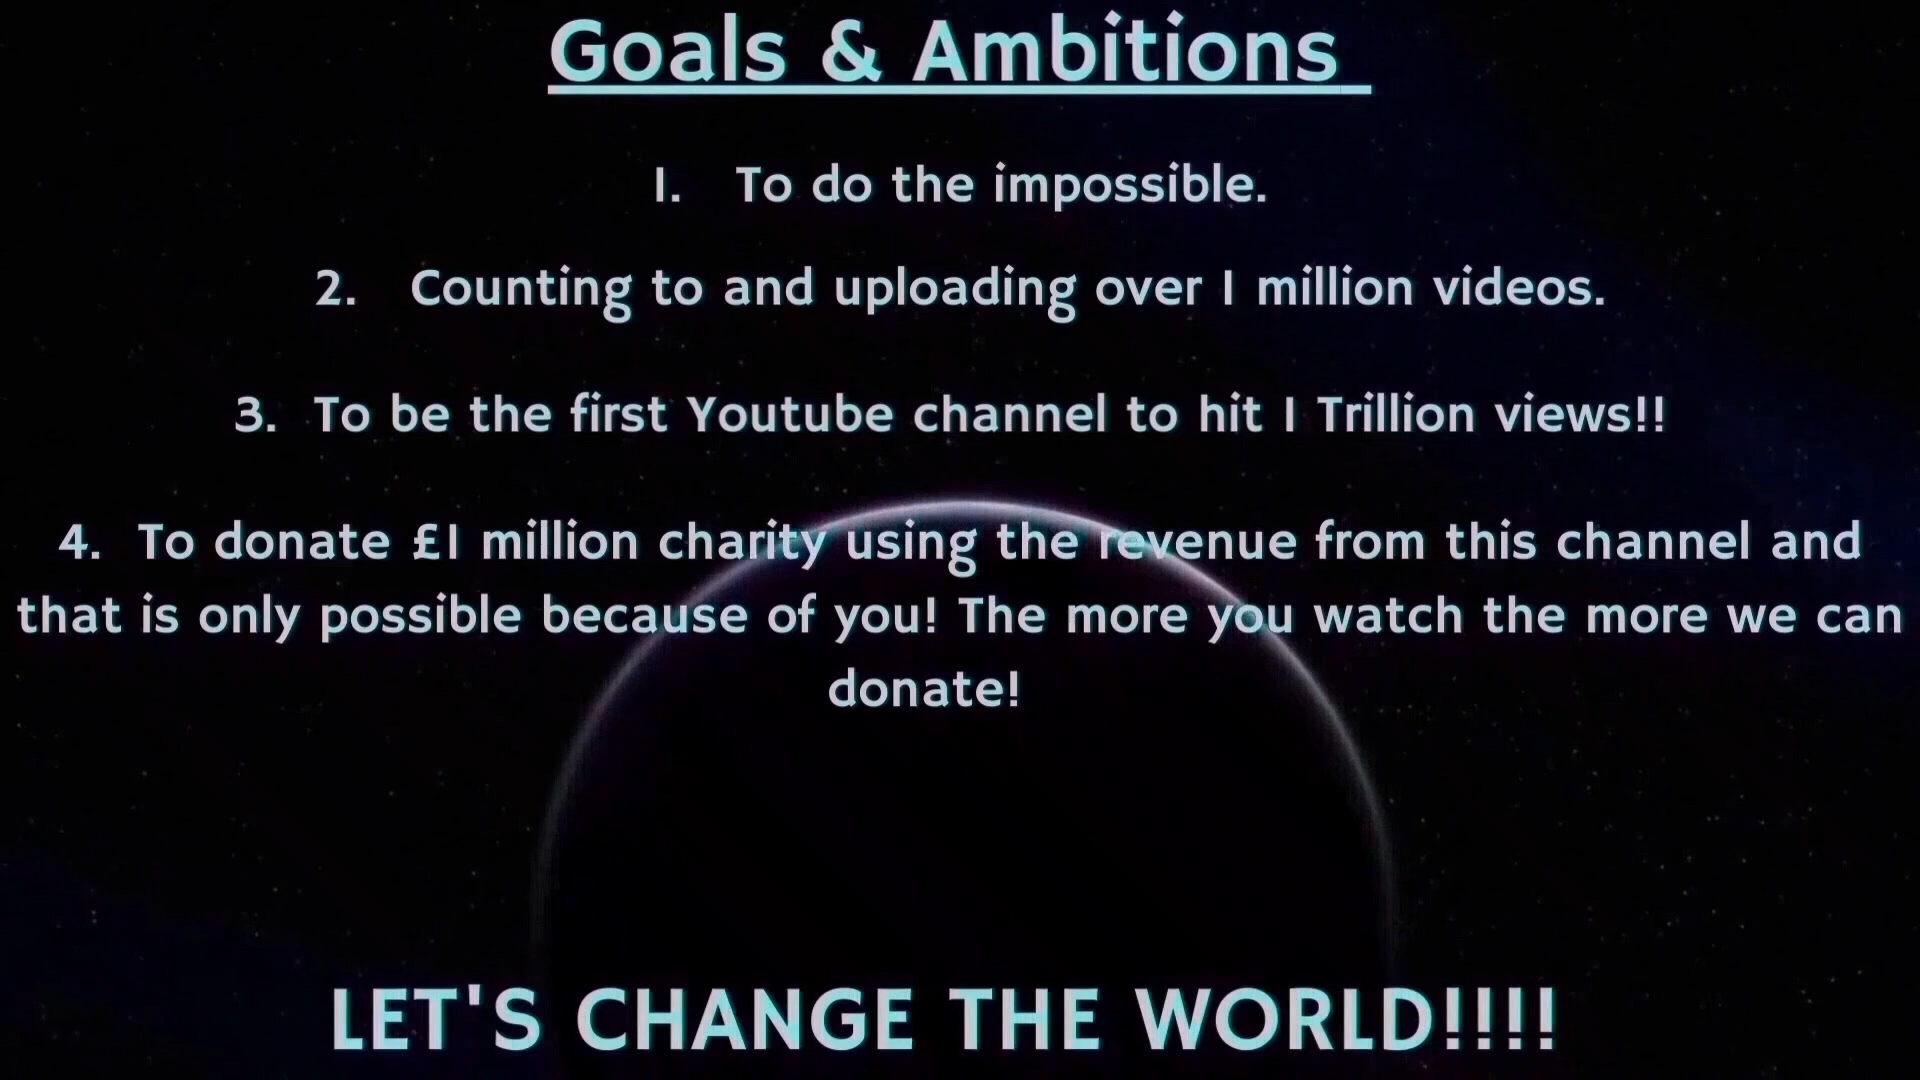 Goals & Ambitions
1. To do the impossible.
2. Counting to and uploading over 1 million videos.
3. To be the first Youtube channel to hit 1 Trillion views!!
4. To donate £1 million charity using the revenue from this channel and
that is only possible because of you! The more you watch the more we can
donate!
LET'S CHANGE THE WORLD!!!!